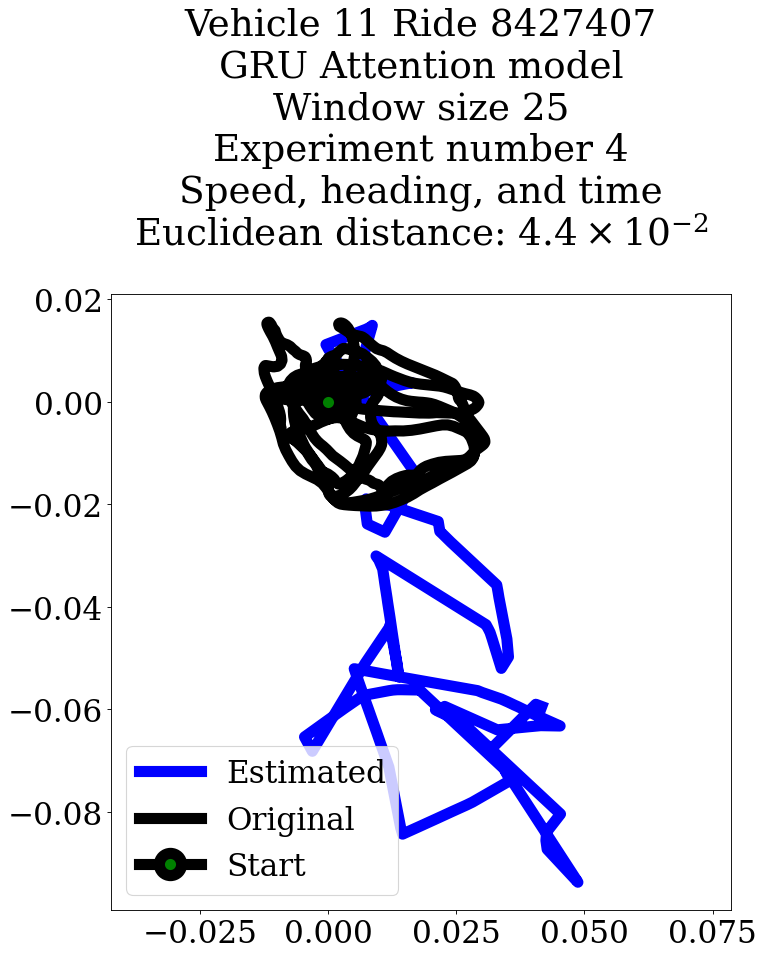 Vehicle 11 Ride 8427407
GRU Attention model
Window size 25
Experiment number 4
Speed, heading, and time
Euclidean distance: 4.4 × 10⁻²
0.02
0.00
−0.02
−0.04
−0.06
−0.08
Estimated
Original
Start
−0.025 0.000 0.025 0.050 0.075